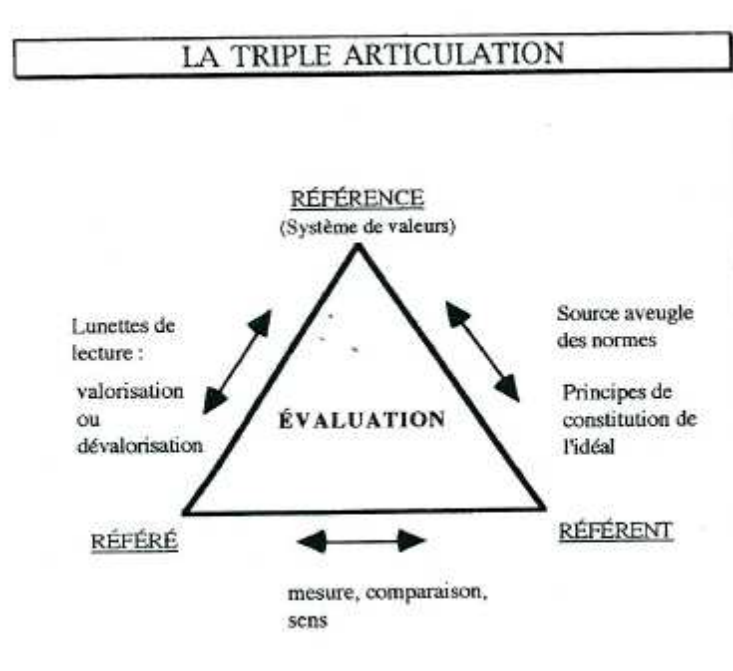 LA TRIPLE ARTICULATION
RÉFÉRENCE
(Système de valeurs)
Lunettes de
lecture :
valorisation
ou
dévalorisation
Source aveugle
des normes
Principes de
constitution de
l'idéal
ÉVALUATION
RÉFÉRÉ
RÉFÉRENT
mesure, comparaison,
sens